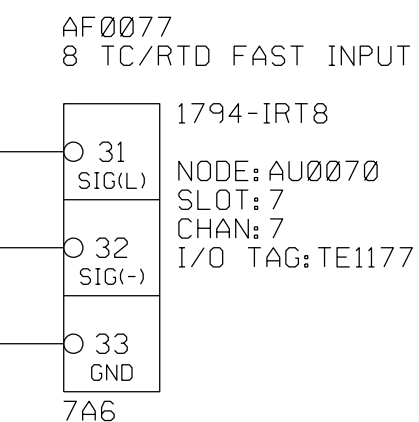 AF0077
8 TC/RTD FAST INPUT
1794-IRT8
31
SIG(L)
NODE:AU0070
SLOT:7
CHAN:7
I/O TAG:TE1177
32
SIG(-)
33
GND
7A6